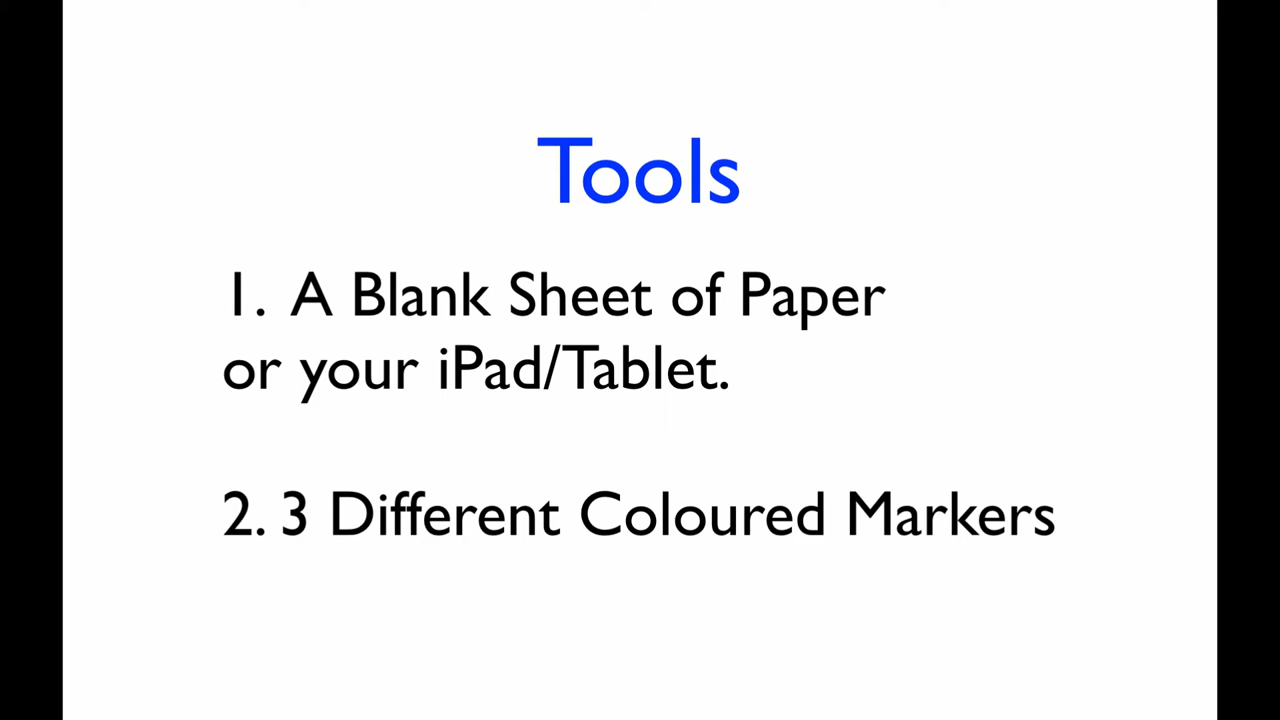 Tools
1. A Blank Sheet of Paper
or your iPad/Tablet.
2. 3 Different Coloured Markers